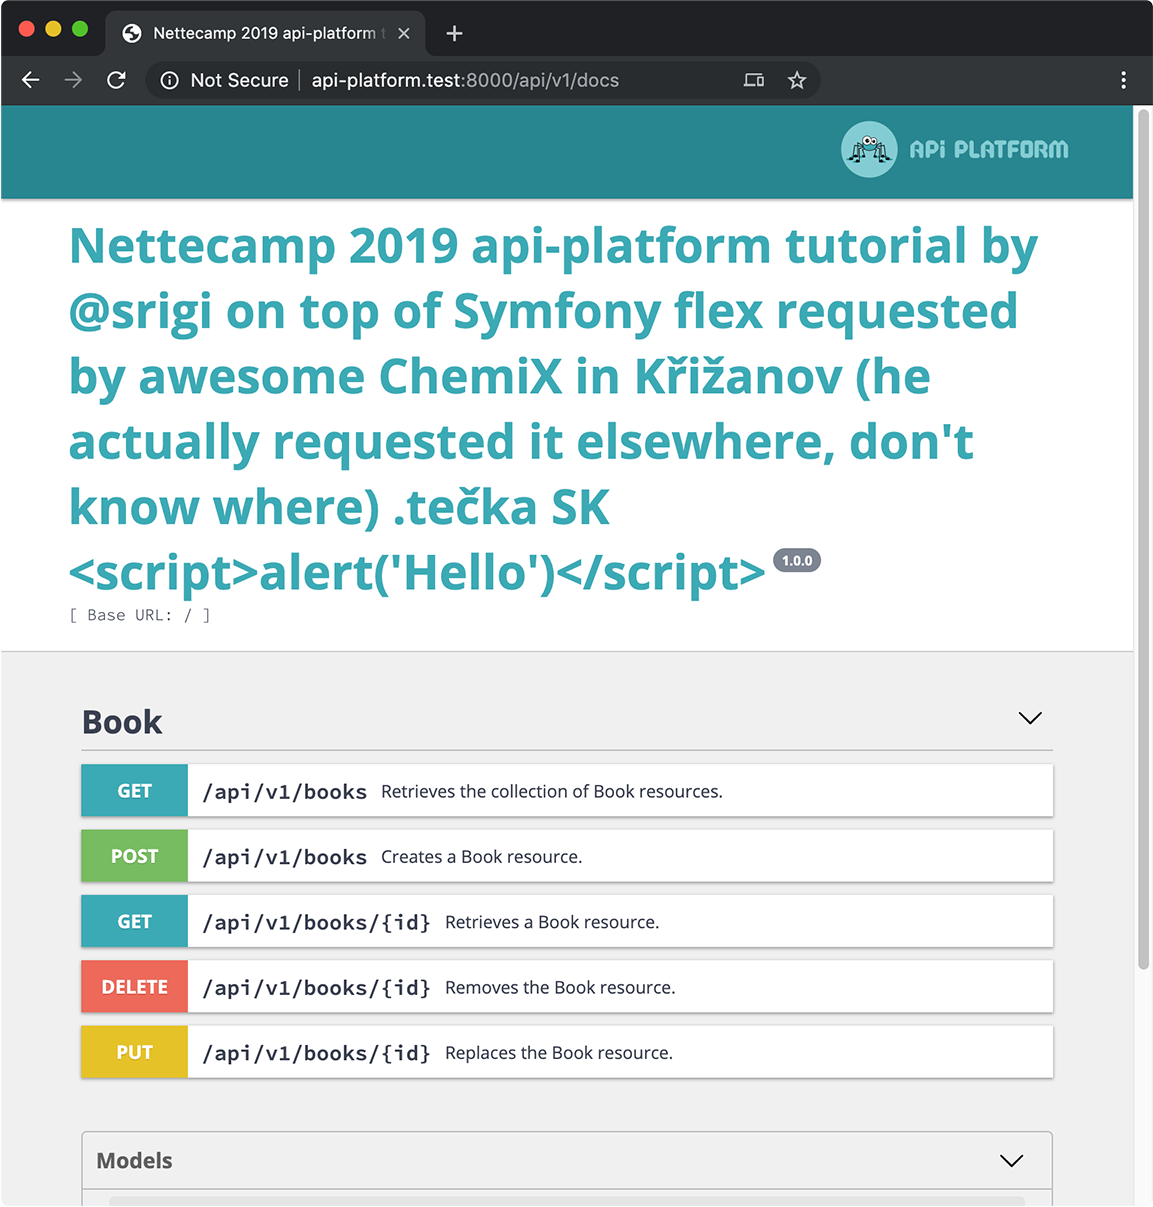 Nettecamp 2019 api-platform t
Not Secure api-platform.test:8000/api/v1/docs
API PLATFORM
Nettecamp 2019 api-platform tutorial by
@srigi on top of Symfony flex requested
by awesome ChemiX in Křižanov (he
actually requested it elsewhere, don't
know where) .tečka SK
<script>alert('Hello')</script> 1.0.0
[ Base URL: / ]
Book
GET /api/v1/books Retrieves the collection of Book resources.
POST /api/v1/books Creates a Book resource.
GET /api/v1/books/{id} Retrieves a Book resource.
DELETE /api/v1/books/{id} Removes the Book resource.
PUT /api/v1/books/{id} Replaces the Book resource.
Models